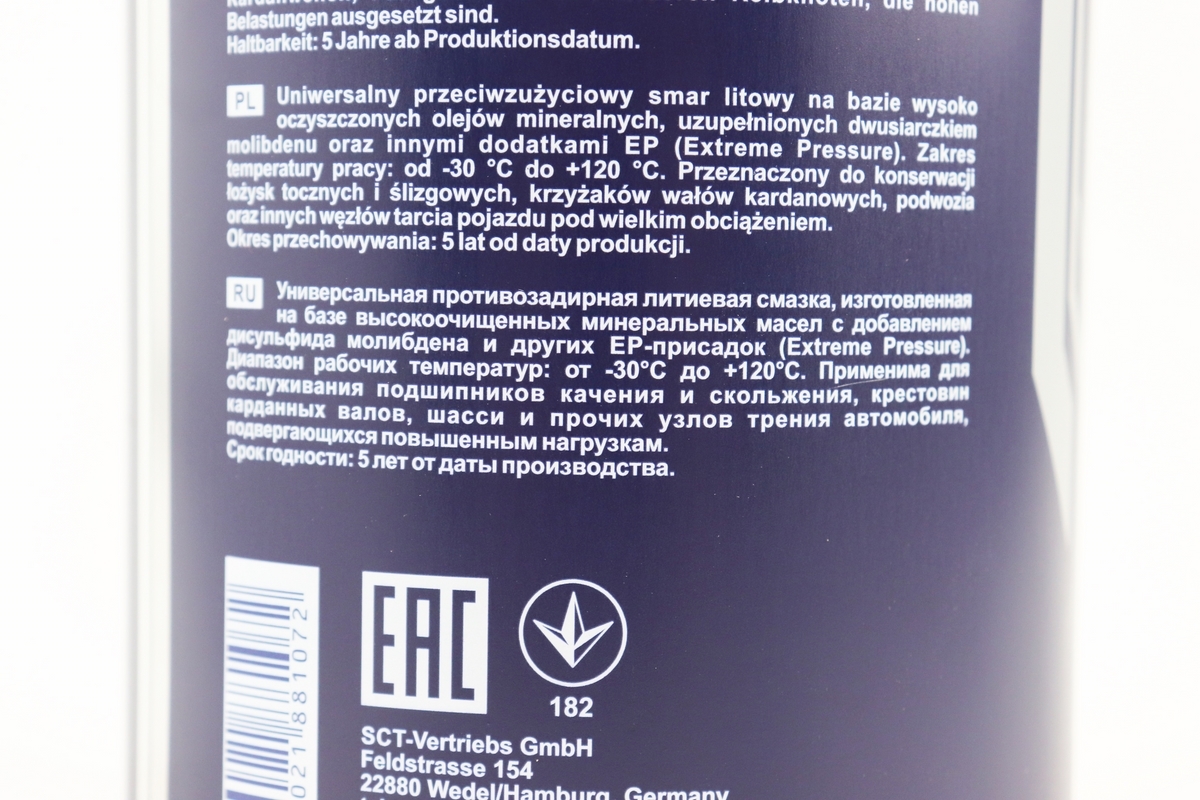 die hohen
Belastungen ausgesetzt sind.
Haltbarkeit: 5 Jahre ab Produktionsdatum.
PL Uniwersalny przeciwzużyciowy smar litowy na bazie wysoko
oczyszczonych olejów mineralnych, uzupełnionych dwusiarczkiem
molibdenu oraz innymi dodatkami EP (Extreme Pressure). Zakres
temperatury pracy: od -30 °C do +120 °C. Przeznaczony do konserwacji
łożysk tocznych i ślizgowych, krzyżaków wałów kardanowych, podwozia
oraz innych węzłów tarcia pojazdu pod wielkim obciążeniem.
Okres przechowywania: 5 lat od daty produkcji.
RU Универсальная противозадирная литиевая смазка, изготовленная
на базе высокоочищенных минеральных масел с добавлением
дисульфида молибдена и других EP-присадок (Extreme Pressure).
Диапазон рабочих температур: от -30°C до +120°C. Применима для
обслуживания подшипников качения и скольжения, крестовин
карданных валов, шасси и прочих узлов трения автомобиля,
подвергающихся повышенным нагрузкам.
Срок годности: 5 лет от даты производства.
021881072
EAC
182
SCT-Vertriebs GmbH
Feldstrasse 154
22880 Wedel/Hamburg, Germany